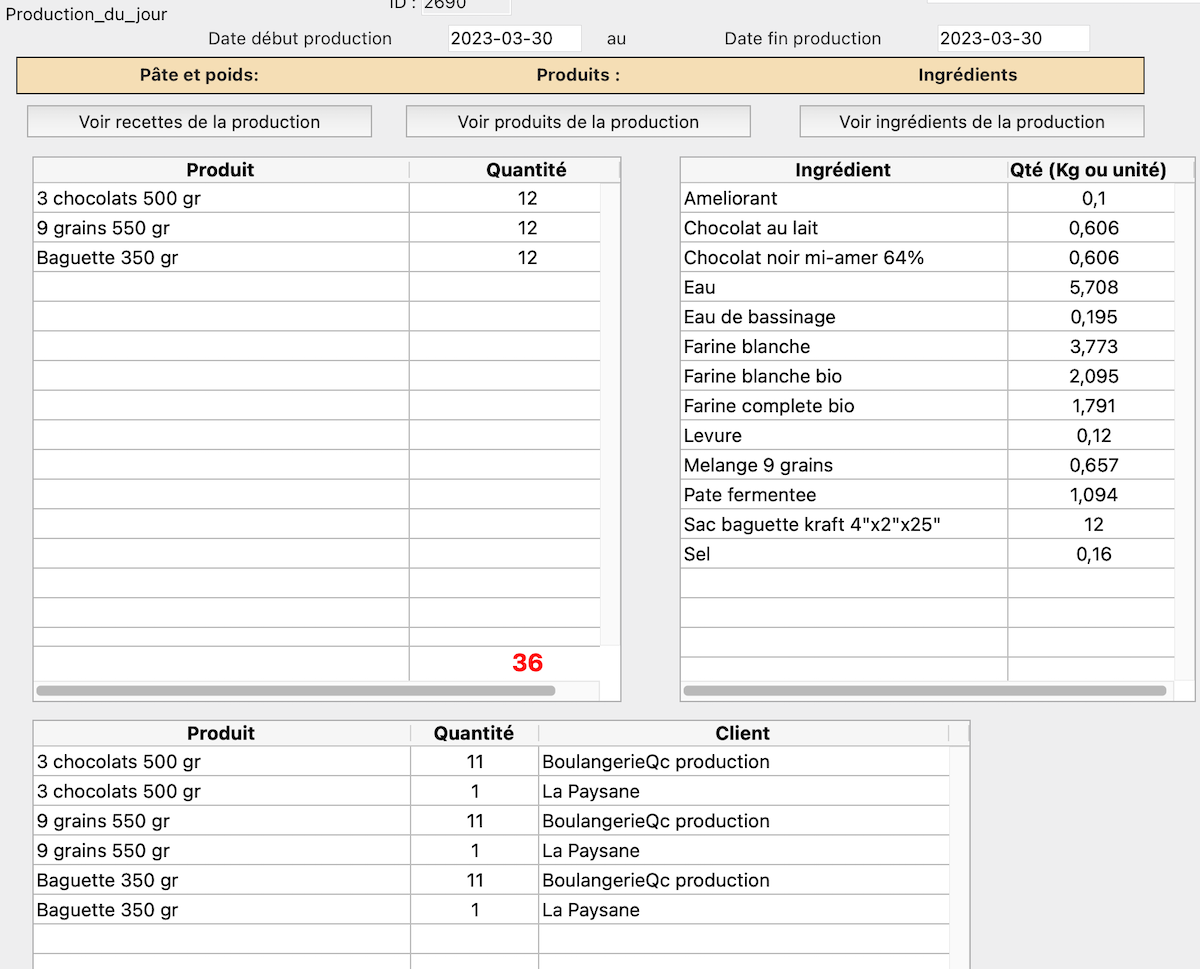 ID : 2690
Production_du_jour
Date début production 2023-03-30 au Date fin production 2023-03-30
Pâte et poids: Produits : Ingrédients
Voir recettes de la production Voir produits de la production Voir ingrédients de la production
Produit Quantité
3 chocolats 500 gr 12
9 grains 550 gr 12
Baguette 350 gr 12
36
Ingrédient Qté (Kg ou unité)
Ameliorant 0,1
Chocolat au lait 0,606
Chocolat noir mi-amer 64% 0,606
Eau 5,708
Eau de bassinage 0,195
Farine blanche 3,773
Farine blanche bio 2,095
Farine complete bio 1,791
Levure 0,12
Melange 9 grains 0,657
Pate fermentee 1,094
Sac baguette kraft 4"x2"x25" 12
Sel 0,16
Produit Quantité Client
3 chocolats 500 gr 11 BoulangerieQc production
3 chocolats 500 gr 1 La Paysane
9 grains 550 gr 11 BoulangerieQc production
9 grains 550 gr 1 La Paysane
Baguette 350 gr 11 BoulangerieQc production
Baguette 350 gr 1 La Paysane